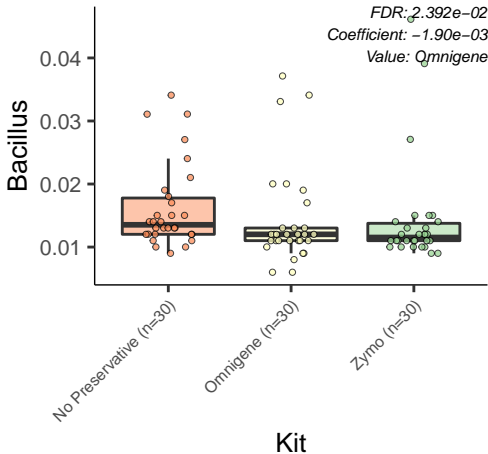 FDR: 2.392e−02
Coefficient: −1.90e−03
Value: Omnigene
Bacillus
0.04
0.03
0.02
0.01
No Preservative (n=30)
Omnigene (n=30)
Zymo (n=30)
Kit